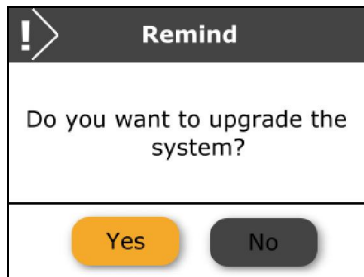 ! Remind
Do you want to upgrade the
system?
Yes No